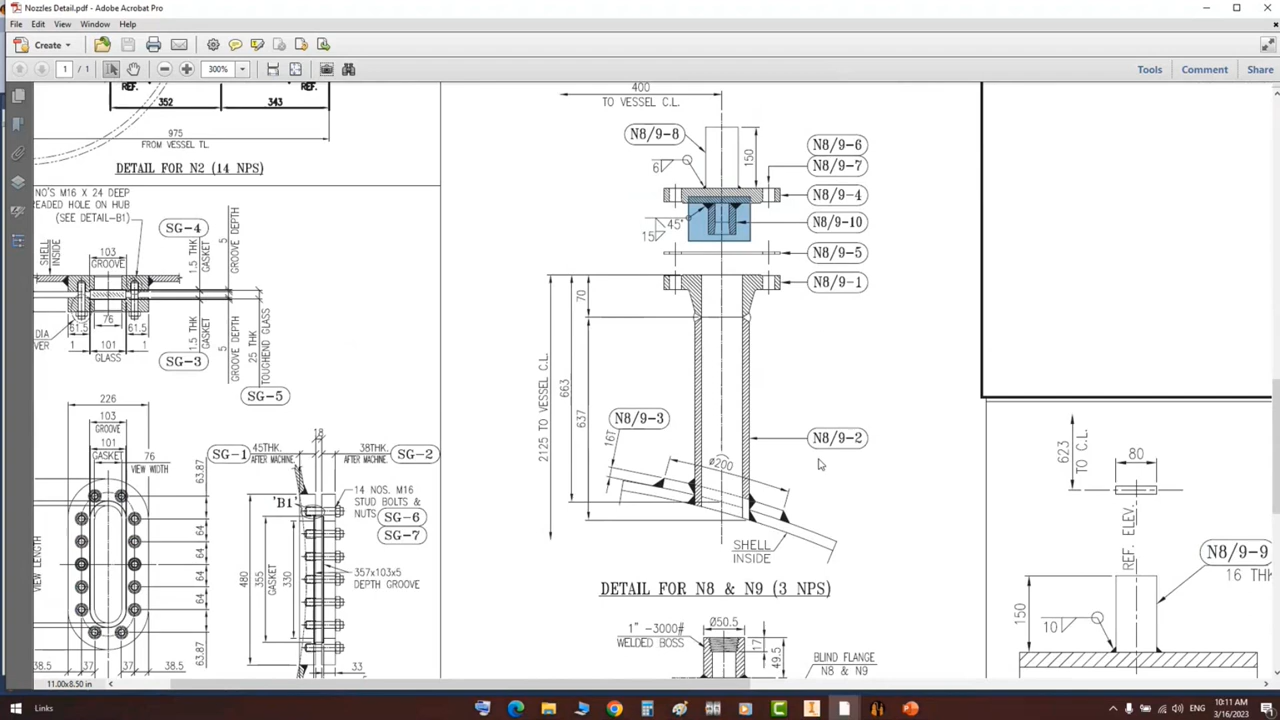 Nozzles Detail.pdf - Adobe Acrobat Pro
File Edit View Window Help
Create
1 / 1
300%
Tools Comment Share
REF. REF.
352 343
975
FROM VESSEL TL.
DETAIL FOR N2 (14 NPS)
NO'S M16 X 24 DEEP
READED HOLE ON HUB
(SEE DETAIL-B1)
SHELL
INSIDE
103
GROOVE
SG-4
1.5 THK
GASKET
5
GROOVE DEPTH
76
61.5 61.5
1 101 1
GLASS
DIA
VER
SG-3
1.5 THK
GASKET
5
GROOVE DEPTH
25 THK
TOUGHEND GLASS
SG-5
226
103
GROOVE
101
GASKET
76
VIEW WIDTH
63.87
64
64
64
64
63.87
VIEW LENGTH
38.5 37 37 38.5
18
SG-1
45THK.
AFTER MACHINE
38THK.
AFTER MACHINE
SG-2
'B1'
14 NOS. M16
STUD BOLTS &
NUTS
SG-6
SG-7
480
355
GASKET
330
357x103x5
DEPTH GROOVE
33
400
TO VESSEL C.L.
N8/9-8
6
150
N8/9-6
N8/9-7
N8/9-4
45°
15
N8/9-10
N8/9-5
N8/9-1
70
2125 TO VESSEL C.L.
663
637
N8/9-3
16T
ø200
N8/9-2
SHELL
INSIDE
DETAIL FOR N8 & N9 (3 NPS)
ø50.5
1" -3000#
WELDED BOSS
17
49.5
BLIND FLANGE
N8 & N9
623
TO C.L.
80
REF. ELEV.
N8/9-9
16 THK
150
10
11.00x8.50 in
Links
10:11 AM
3/16/2023